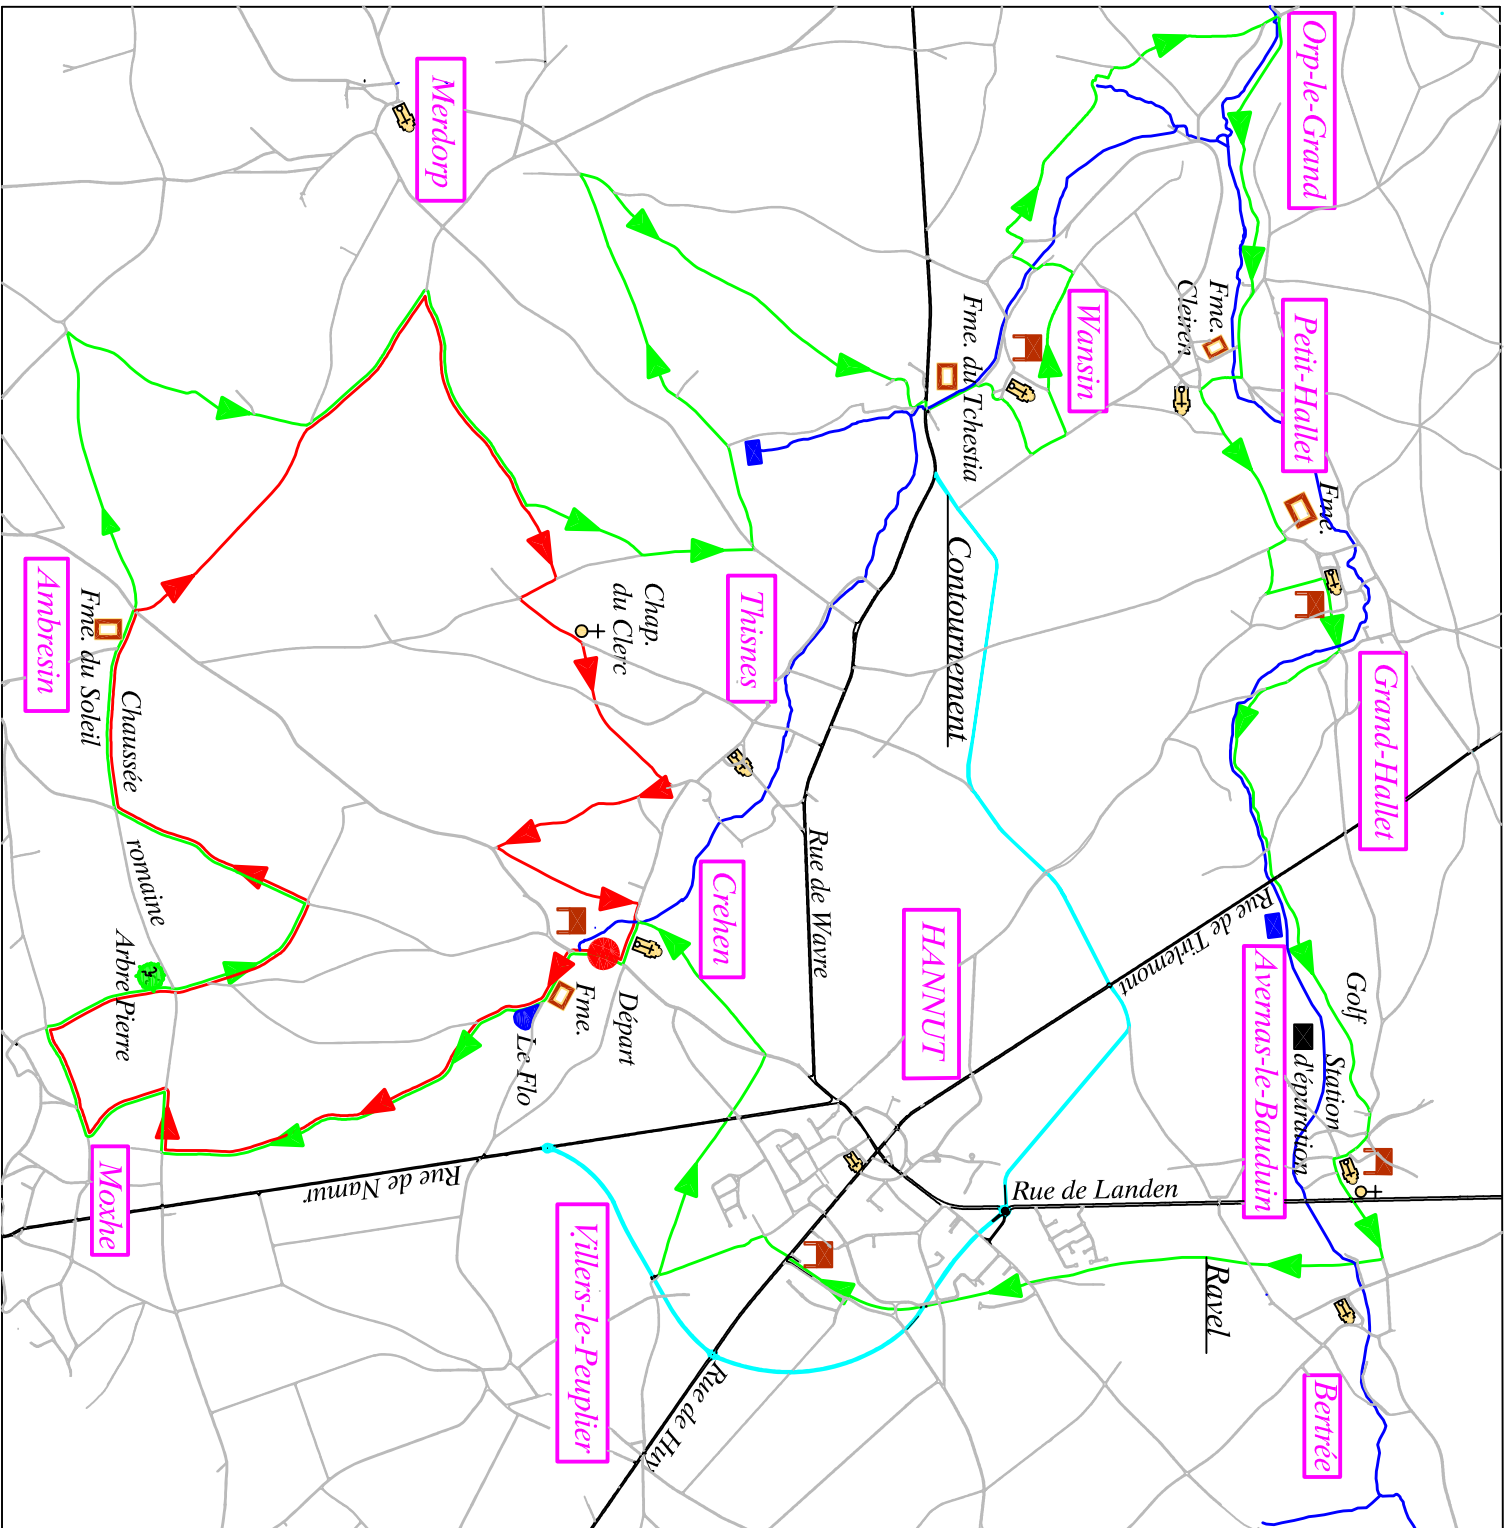 Orp-le-Grand
Petit-Hallet
Grand-Hallet
Avernas-le-Bauduin
Bertrée
Merdorp
Wansin
Thisnes
Crehen
HANNUT
Ambresin
Moxhe
Villers-le-Peuplier
Fme.
Cleiren
Fme.
Fme. du Tchestia
Contournement
Golf
Station
d'épuration
Rue de Tirlemont
Rue de Landen
Ravel
Rue de Wavre
Chap.
du Clerc
Fme. du Soleil
Chaussée
romaine
Arbre Pierre
Départ
Fme.
Le Flo
Rue de Namur
Rue de Huy